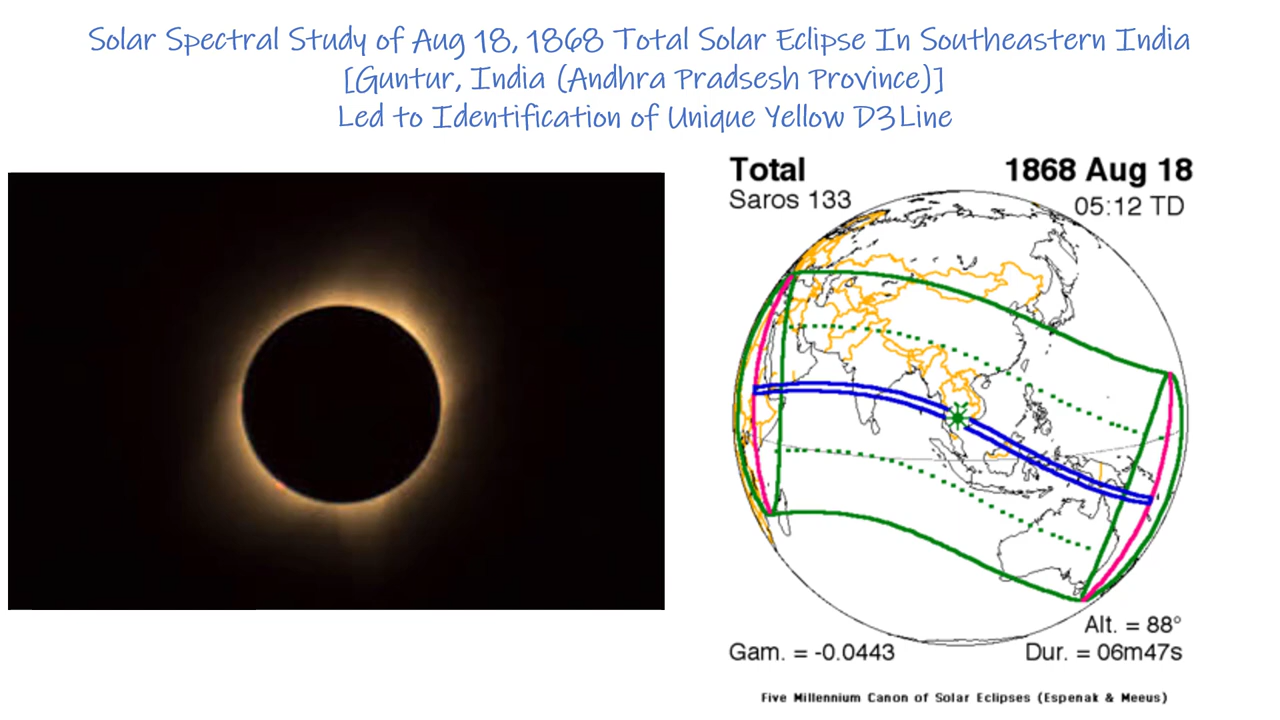 Solar Spectral Study of Aug 18, 1868 Total Solar Eclipse In Southeastern India
[Guntur, India (Andhra Pradsesh Province)]
Led to Identification of Unique Yellow D3 Line
Total
1868 Aug 18
Saros 133
05:12 TD
Alt. = 88°
Gam. = -0.0443
Dur. = 06m47s
Five Millennium Canon of Solar Eclipses (Espenak & Meeus)